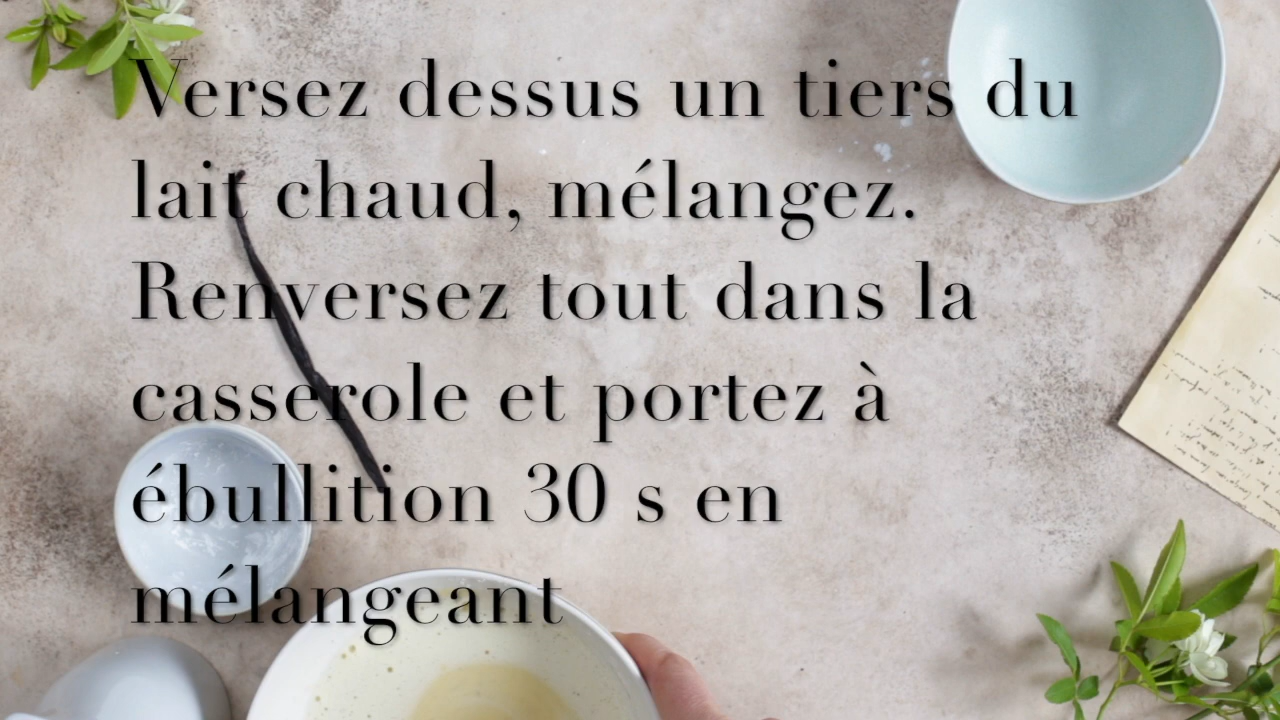 Versez dessus un tiers du
lait chaud, mélangez.
Renversez tout dans la
casserole et portez à
ébullition 30 s en
mélangeant